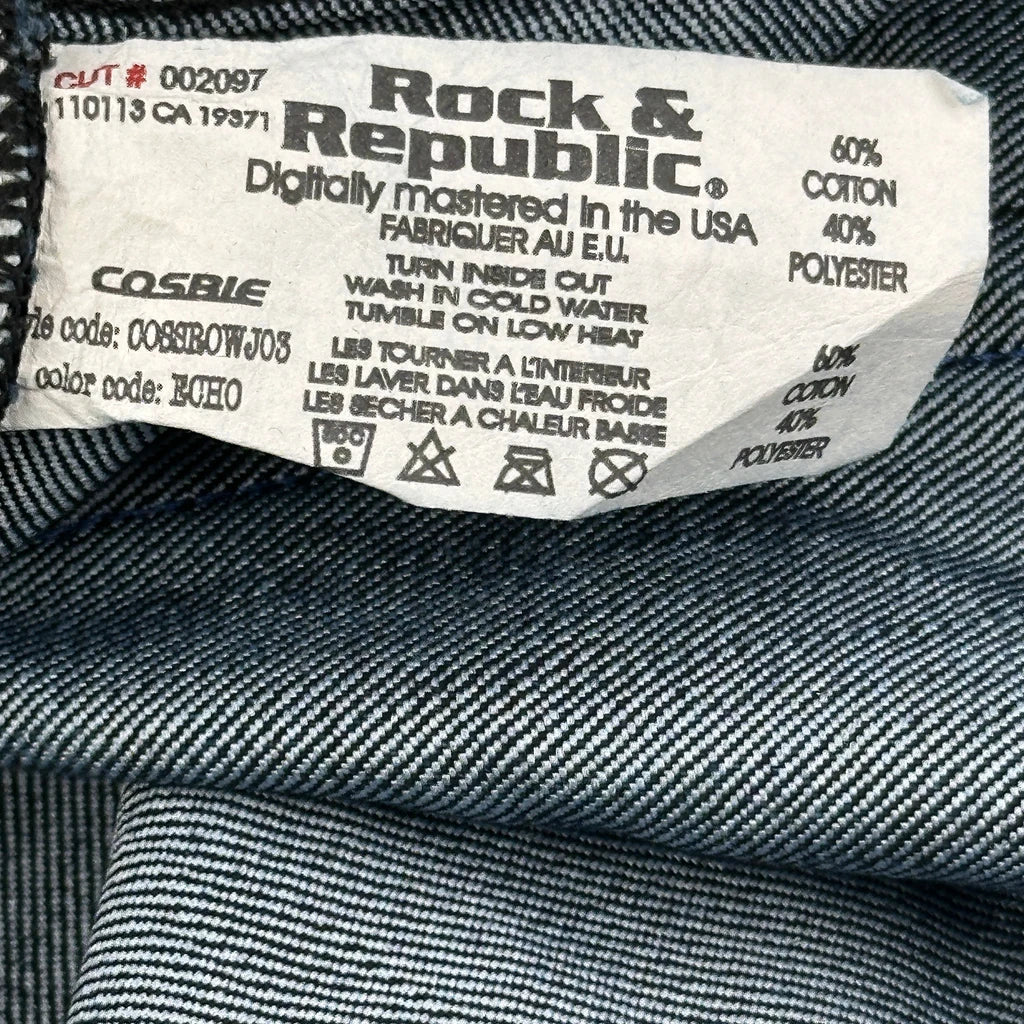 CUT # 002097
110113 CA 19371
Rock &
Republic®
Digitally mastered in the USA
FABRIQUER AU E.U.
TURN INSIDE OUT
WASH IN COLD WATER
TUMBLE ON LOW HEAT
LES TOURNER A L'INTERIEUR
LES LAVER DANS L'EAU FROIDE
LES SECHER A CHALEUR BASSE
COSBIE
code:
color code: ECHO
60%
COTTON
40%
POLYESTER
60%
COTON
40%
POLYESTER